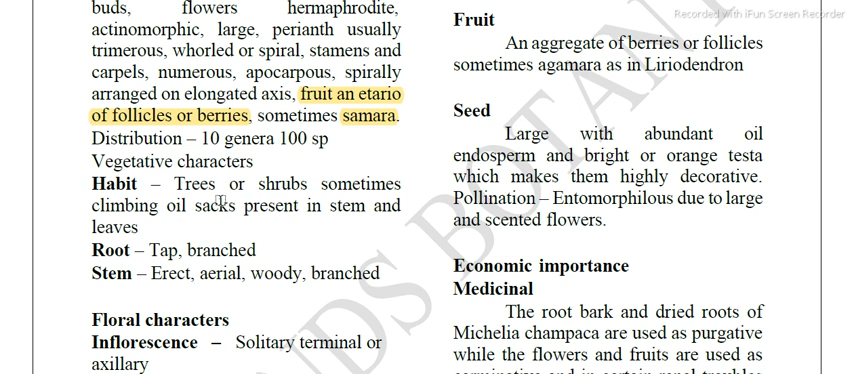 buds, flowers hermaphrodite,
actinomorphic, large, perianth usually
trimerous, whorled or spiral, stamens and
carpels, numerous, apocarpous, spirally
arranged on elongated axis, fruit an etario
of follicles or berries, sometimes samara.
Distribution – 10 genera 100 sp
Vegetative characters
Habit – Trees or shrubs sometimes
climbing oil sacks present in stem and
leaves
Root – Tap, branched
Stem – Erect, aerial, woody, branched
Floral characters
Inflorescence – Solitary terminal or
axillary
Recorded with iFun Screen Recorder
Fruit
An aggregate of berries or follicles
sometimes agamara as in Liriodendron
Seed
Large with abundant oil
endosperm and bright or orange testa
which makes them highly decorative.
Pollination – Entomorphilous due to large
and scented flowers.
Economic importance
Medicinal
The root bark and dried roots of
Michelia champaca are used as purgative
while the flowers and fruits are used as
NDS BOTAN